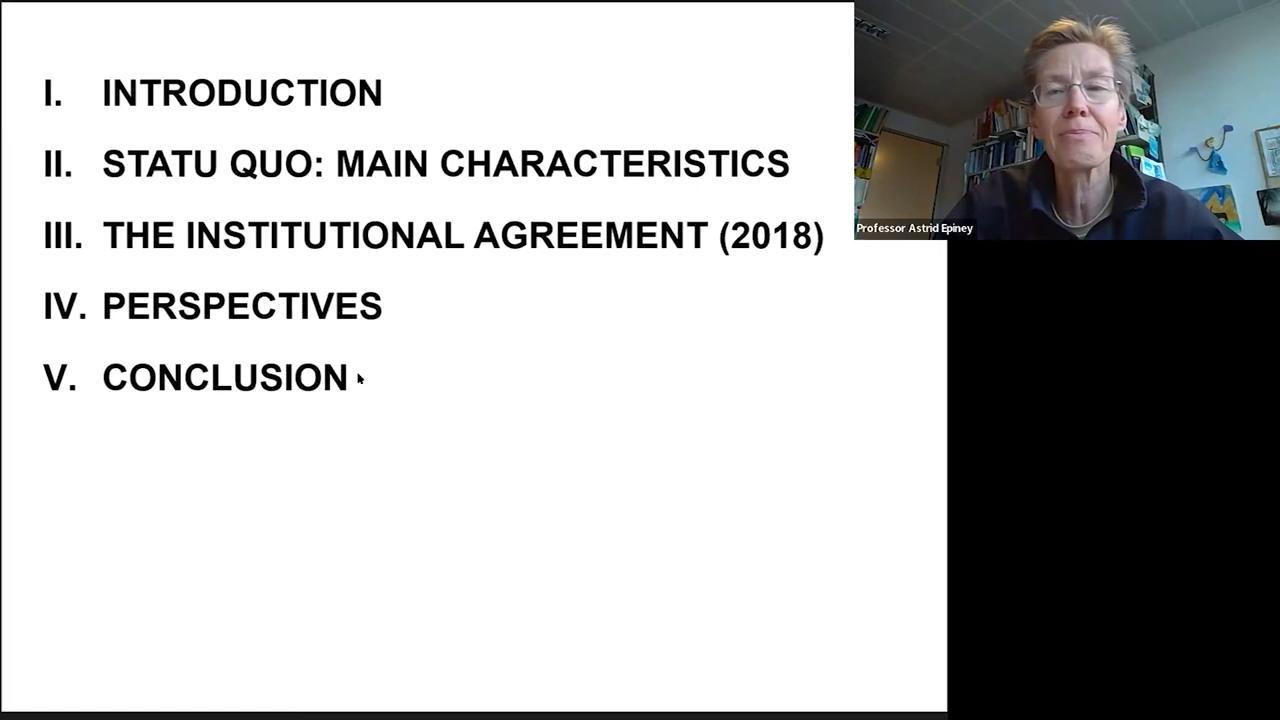 I. INTRODUCTION
II. STATU QUO: MAIN CHARACTERISTICS
III. THE INSTITUTIONAL AGREEMENT (2018)
IV. PERSPECTIVES
V. CONCLUSION
Professor Astrid Epiney